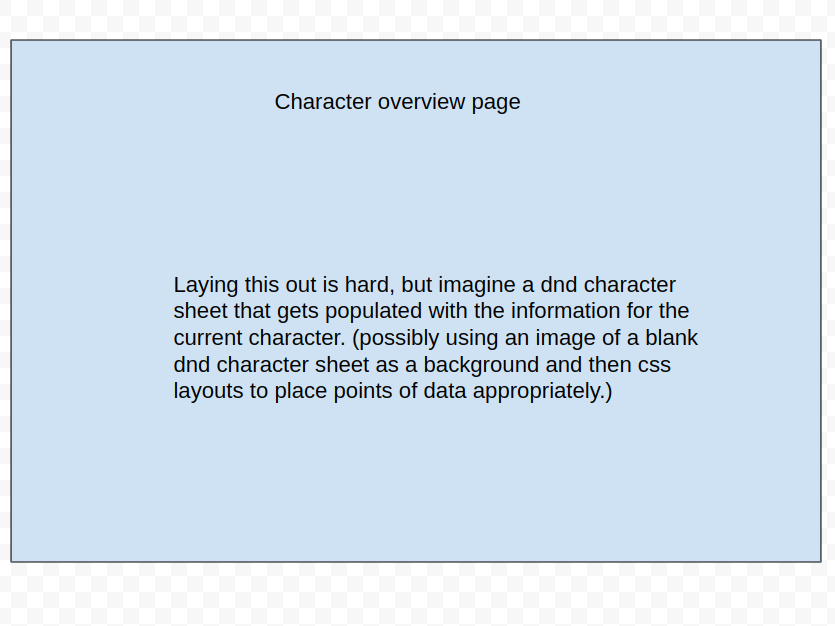 Character overview page
Laying this out is hard, but imagine a dnd character
sheet that gets populated with the information for the
current character. (possibly using an image of a blank
dnd character sheet as a background and then css
layouts to place points of data appropriately.)